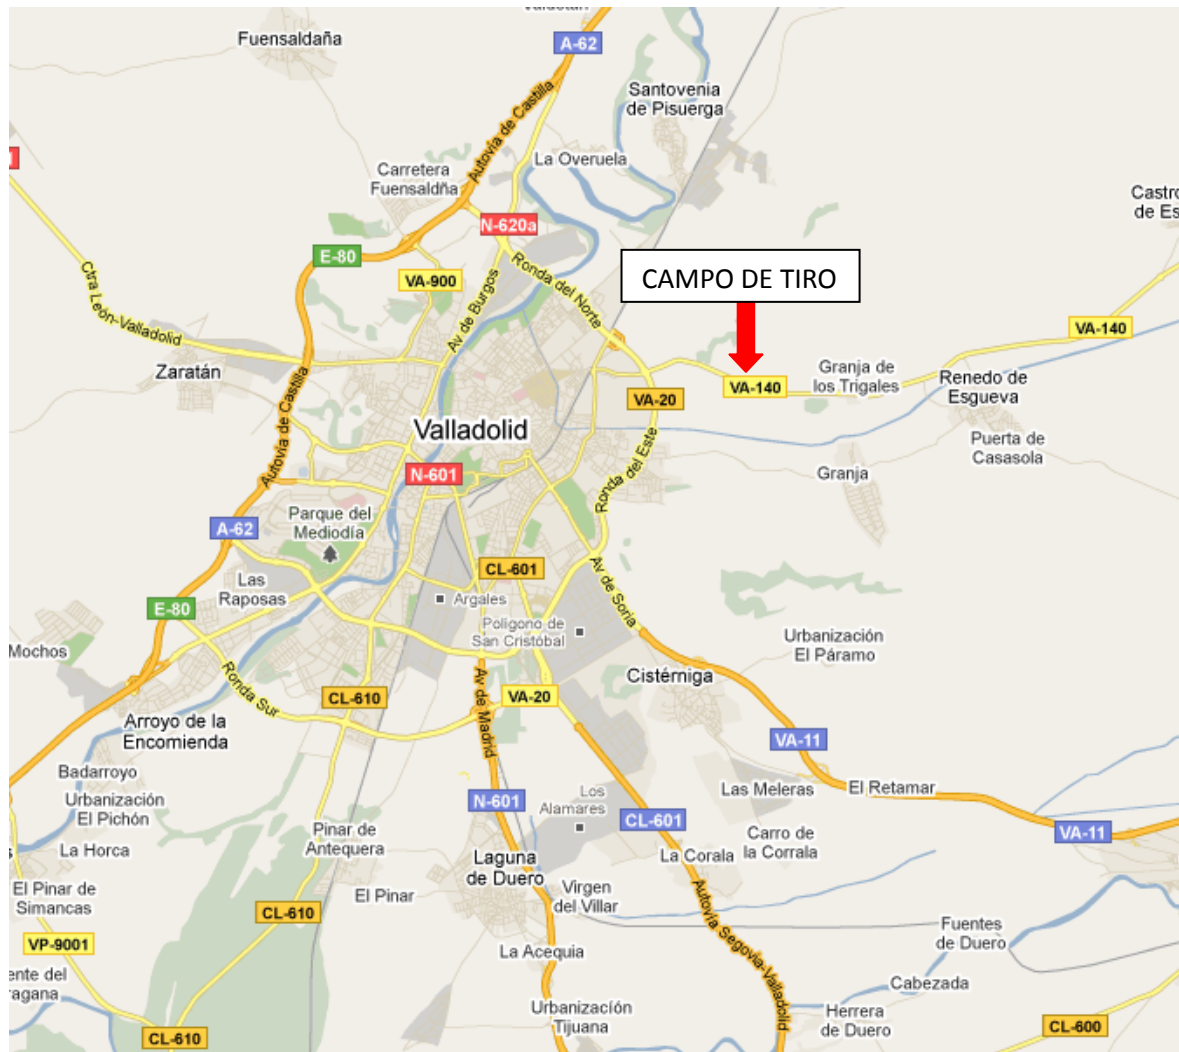 Fuensaldaña
A-62
Santovenia
de Pisuerga
Autovía de Castilla
La Overuela
Carretera
Fuensaldña
Castro
de Es
N-620a
E-80
VA-900
Ronda del Norte
CAMPO DE TIRO
Ctra León-Valladolid
Av de Burgos
VA-140
Zaratán
Granja de
los Trigales
VA-140
VA-20
Renedo de
Esgueva
Autovía de Castilla
Valladolid
Ronda del Este
Puerta de
Casasola
N-601
Granja
Parque del
Mediodía
A-62
CL-601
Av de Soria
Las
Raposas
Argales
E-80
Poligono de
San Cristóbal
Urbanización
El Páramo
Mochos
Cistérniga
Ronda Sur
CL-610
VA-20
Av de Madrid
Arroyo de la
Encomienda
VA-11
Badarroyo
Urbanización
El Pichón
N-601
Los
Alamares
Las Meleras
El Retamar
CL-601
VA-11
Pinar de
Antequera
La Horca
Laguna
de Duero
La Corala
Carro de
la Corrala
El Pinar de
Simancas
El Pinar
Virgen
del Villar
CL-610
Autovía Segovia-Valladolid
Fuentes
de Duero
VP-9001
La Acequia
ente del
ragana
Cabezada
Urbanización
Tijuana
Herrera
de Duero
CL-610
CL-600